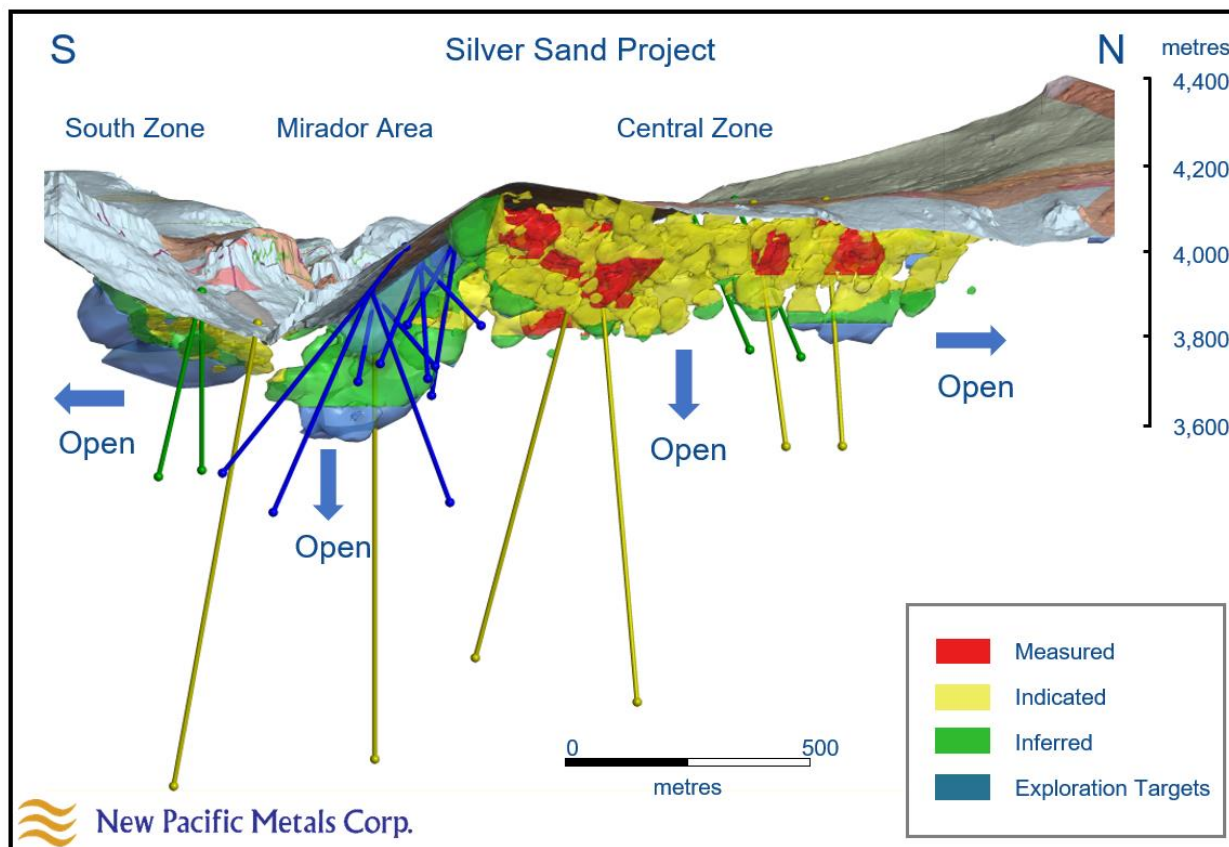 S
Silver Sand Project
N
metres
4,400
South Zone
Mirador Area
Central Zone
4,200
4,000
3,800
Open
Open
Open
3,600
Open
0
500
metres
Measured
Indicated
Inferred
Exploration Targets
New Pacific Metals Corp.